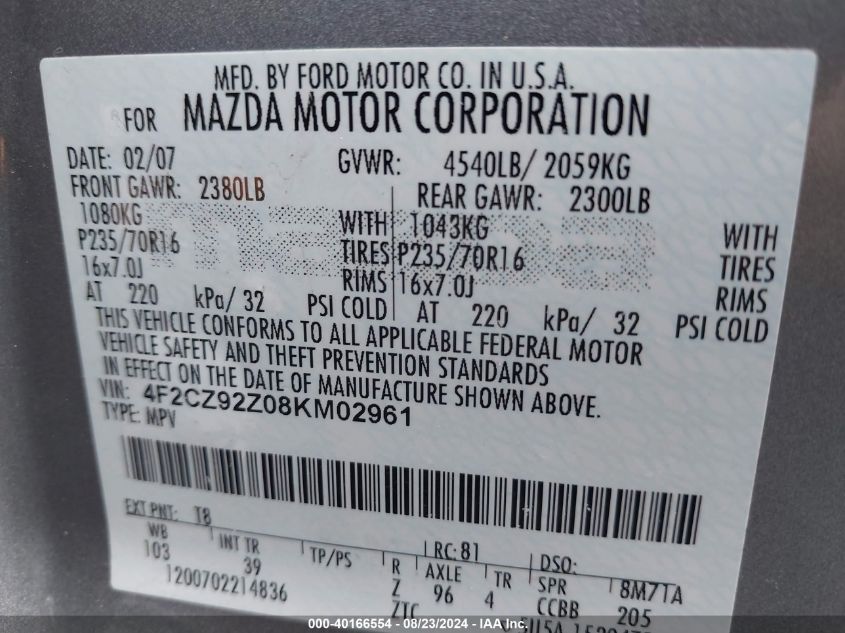 MFD. BY FORD MOTOR CO. IN U.S.A.
FOR MAZDA MOTOR CORPORATION
DATE: 02/07 GVWR: 4540LB/ 2059KG
FRONT GAWR: 2380LB REAR GAWR: 2300LB
1080KG WITH 1043KG WITH
P235/70R16 TIRES P235/70R16 TIRES
16x7.0J RIMS 16x7.0J RIMS
AT 220 kPa/ 32 PSI COLD AT 220 kPa/ 32 PSI COLD
THIS VEHICLE CONFORMS TO ALL APPLICABLE FEDERAL MOTOR
VEHICLE SAFETY AND THEFT PREVENTION STANDARDS
IN EFFECT ON THE DATE OF MANUFACTURE SHOWN ABOVE.
VIN: 4F2CZ92Z08KM02961
TYPE: MPV
EXT PNT: T8 RC: 81 DSO:
WB INT TR TP/PS R AXLE TR SPR 8M7TA
103 39 Z 96 4 CCBB 205
1200702214836 ZTC
000-40166554 - 08/23/2024 - IAA, Inc.